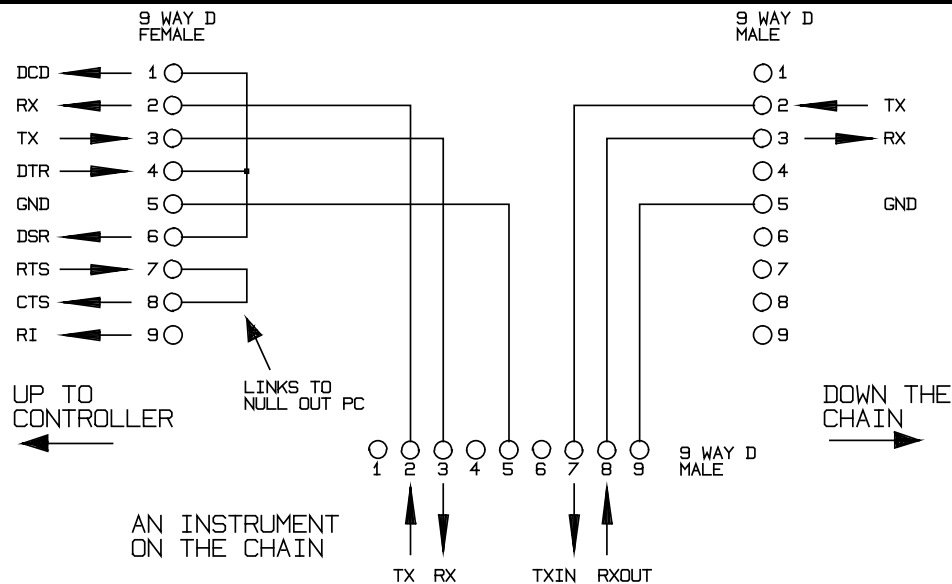 9 WAY D
FEMALE
9 WAY D
MALE
DCD 1
RX 2
TX 3
DTR 4
GND 5
DSR 6
RTS 7
CTS 8
RI 9
1
2 TX
3 RX
4
5 GND
6
7
8
9
LINKS TO
NULL OUT PC
UP TO
CONTROLLER
DOWN THE
CHAIN
1 2 3 4 5 6 7 8 9
9 WAY D
MALE
AN INSTRUMENT
ON THE CHAIN
TX RX TXIN RXOUT